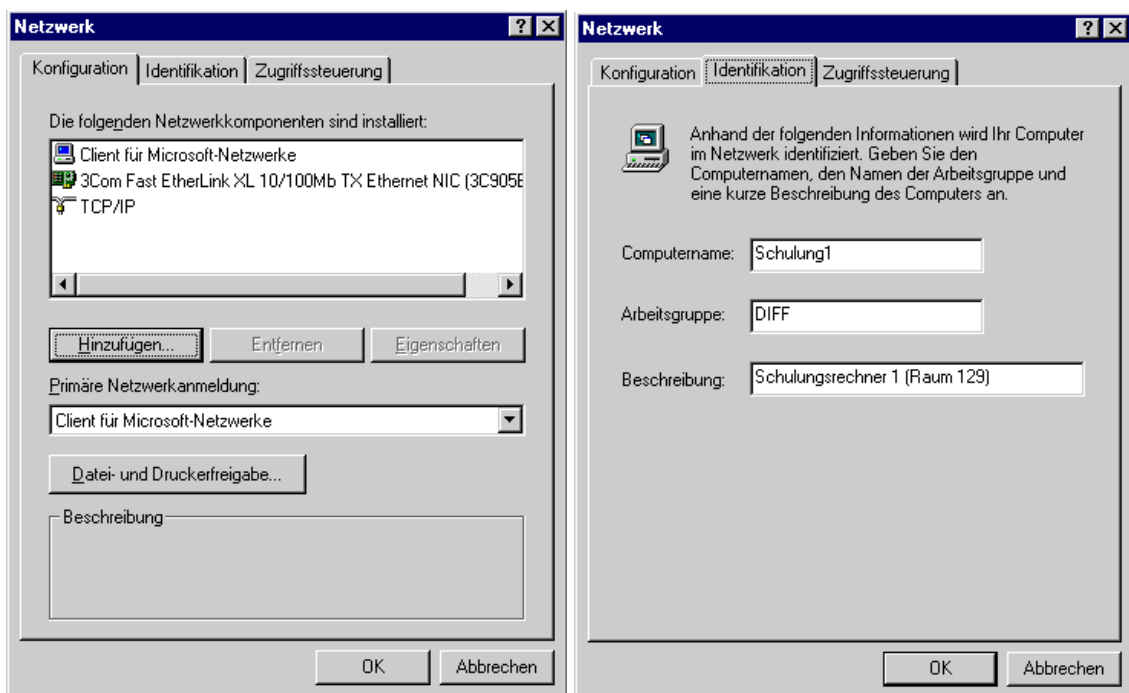 Netzwerk
Konfiguration Identifikation Zugriffssteuerung
Die folgenden Netzwerkkomponenten sind installiert:
Client für Microsoft-Netzwerke
3Com Fast EtherLink XL 10/100Mb TX Ethernet NIC (3C905B
TCP/IP
Hinzufügen... Entfernen Eigenschaften
Primäre Netzwerkanmeldung:
Client für Microsoft-Netzwerke
Datei- und Druckerfreigabe...
Beschreibung
OK Abbrechen
Netzwerk
Konfiguration Identifikation Zugriffssteuerung
Anhand der folgenden Informationen wird Ihr Computer
im Netzwerk identifiziert. Geben Sie den
Computernamen, den Namen der Arbeitsgruppe und
eine kurze Beschreibung des Computers an.
Computername: Schulung1
Arbeitsgruppe: DIFF
Beschreibung: Schulungsrechner 1 (Raum 129)
OK Abbrechen